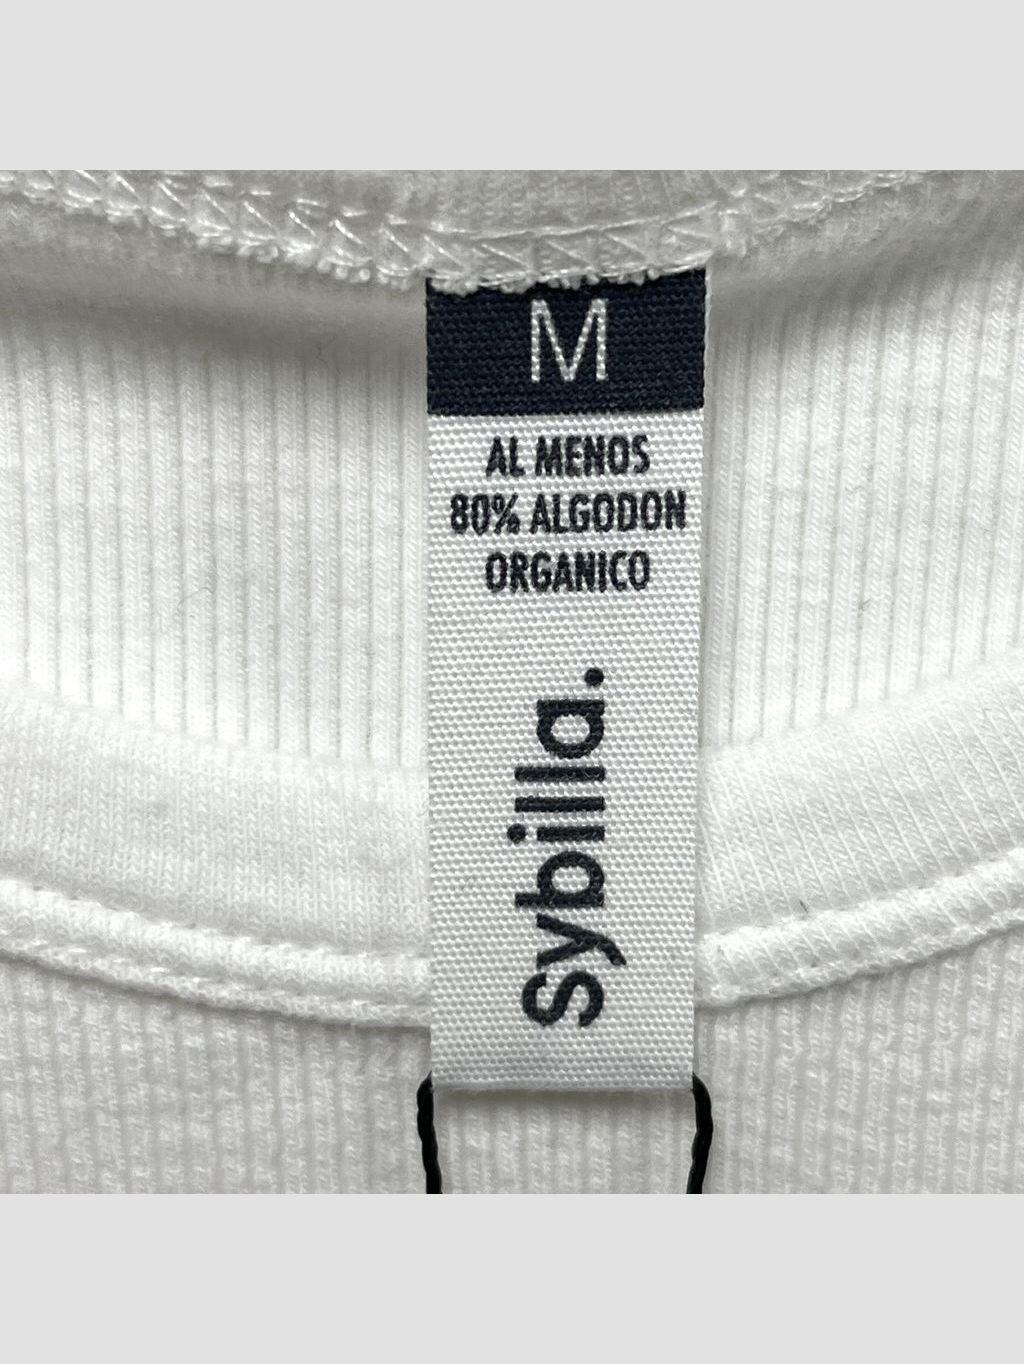 M
AL MENOS
80% ALGODON
ORGANICO
Sybilla.